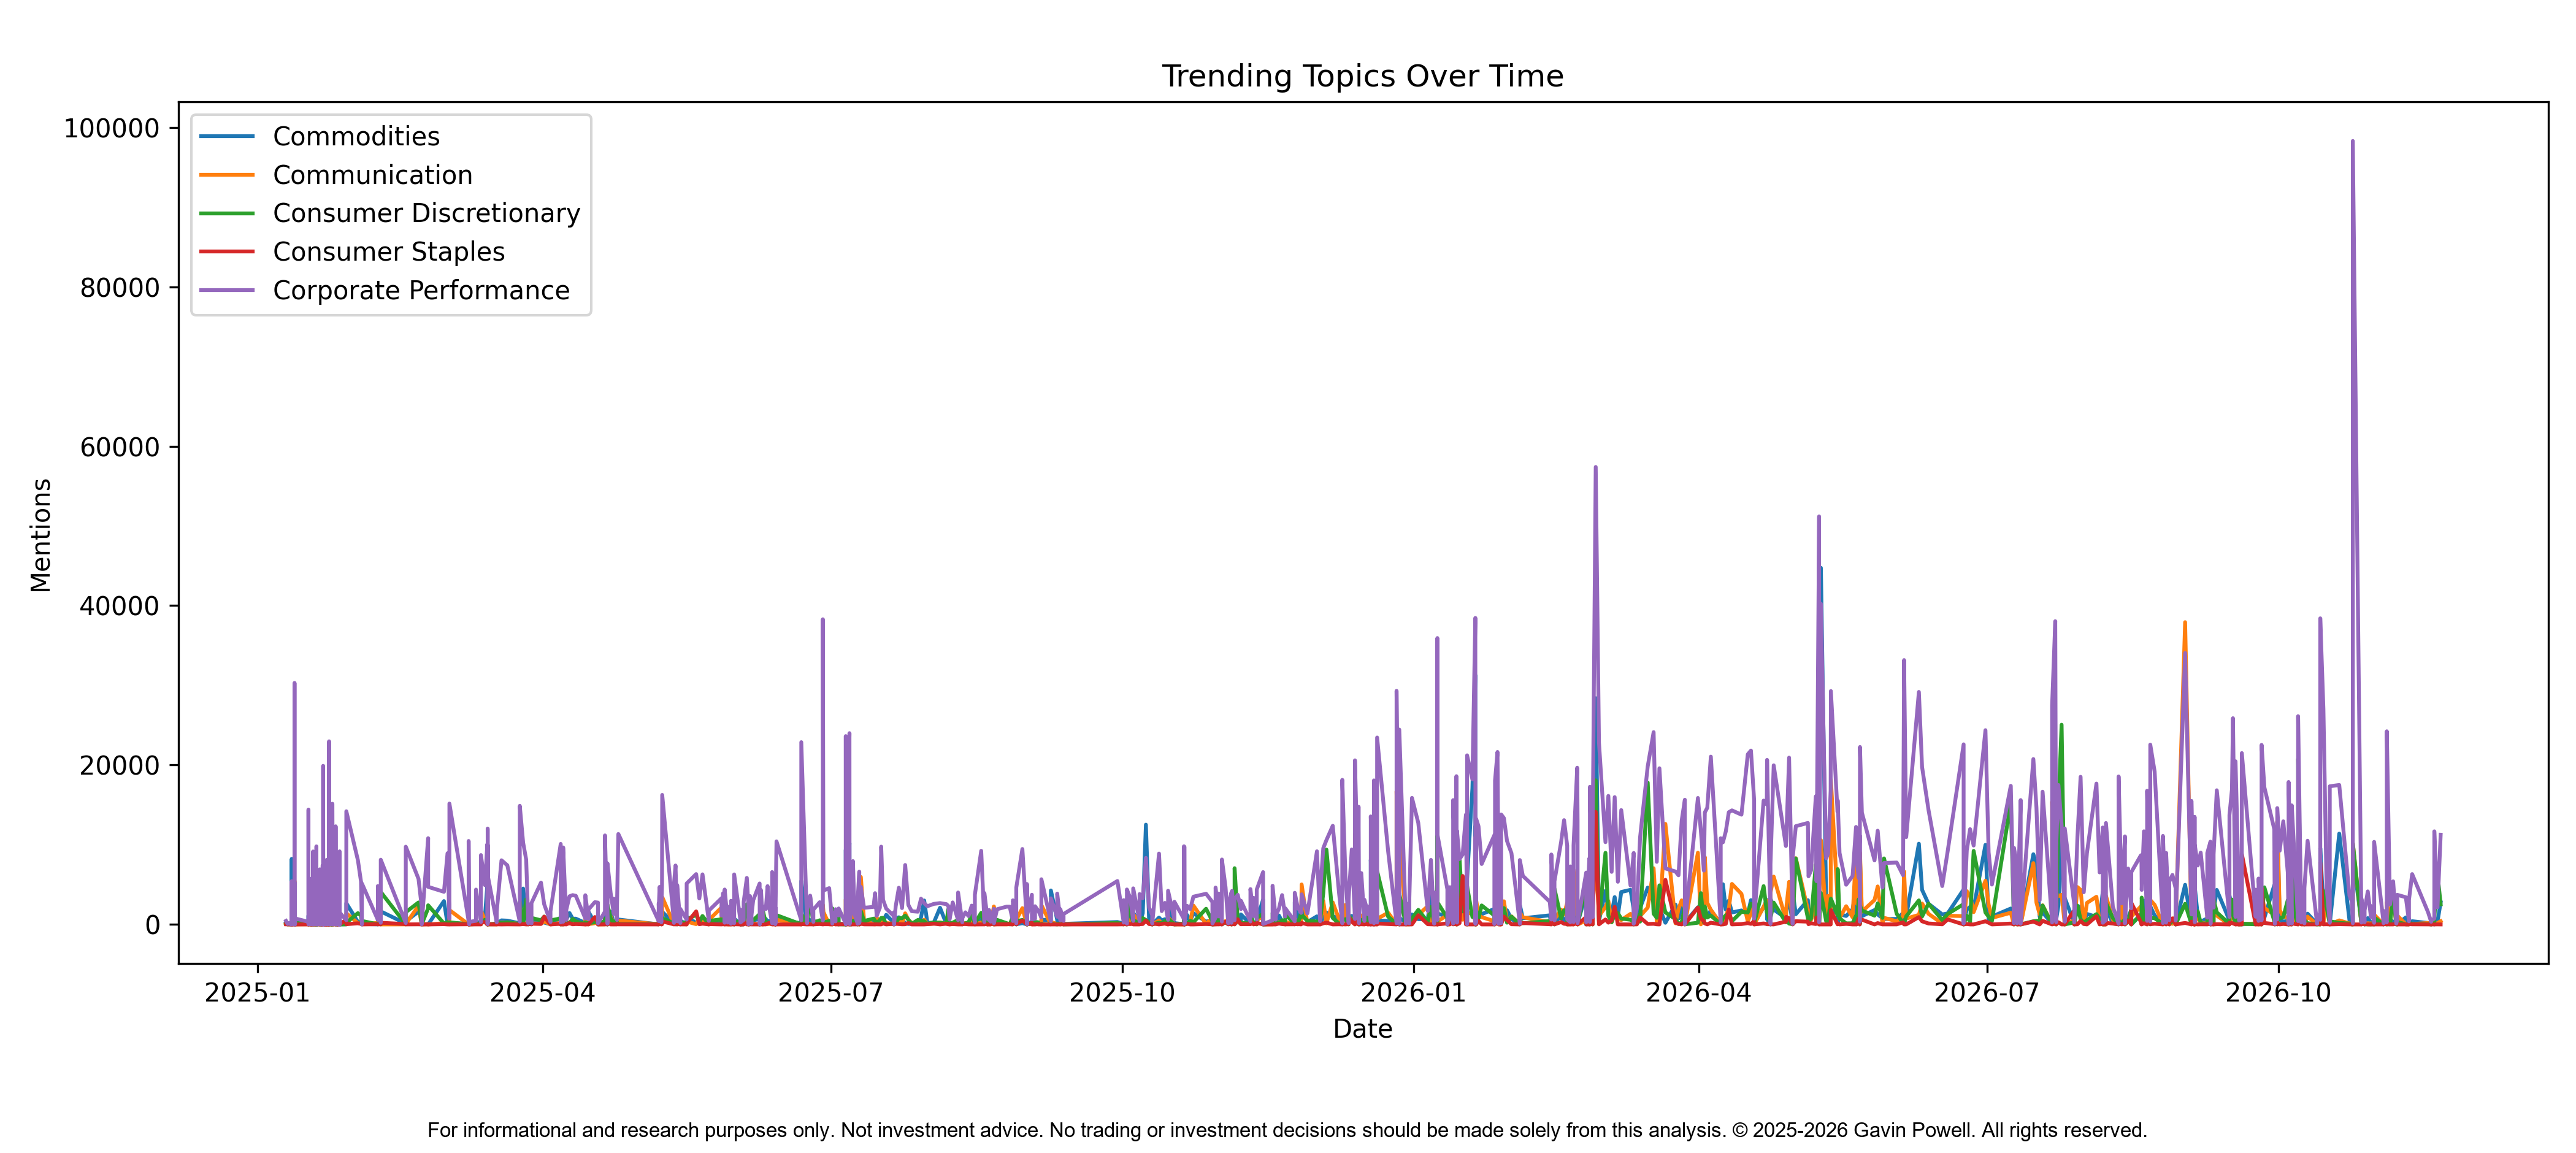 Trending Topics Over Time
100000
80000
60000
40000
20000
0
Mentions
Commodities
Communication
Consumer Discretionary
Consumer Staples
Corporate Performance
2025-01 2025-04 2025-07 2025-10 2026-01 2026-04 2026-07 2026-10
Date
For informational and research purposes only. Not investment advice. No trading or investment decisions should be made solely from this analysis. © 2025-2026 Gavin Powell. All rights reserved.